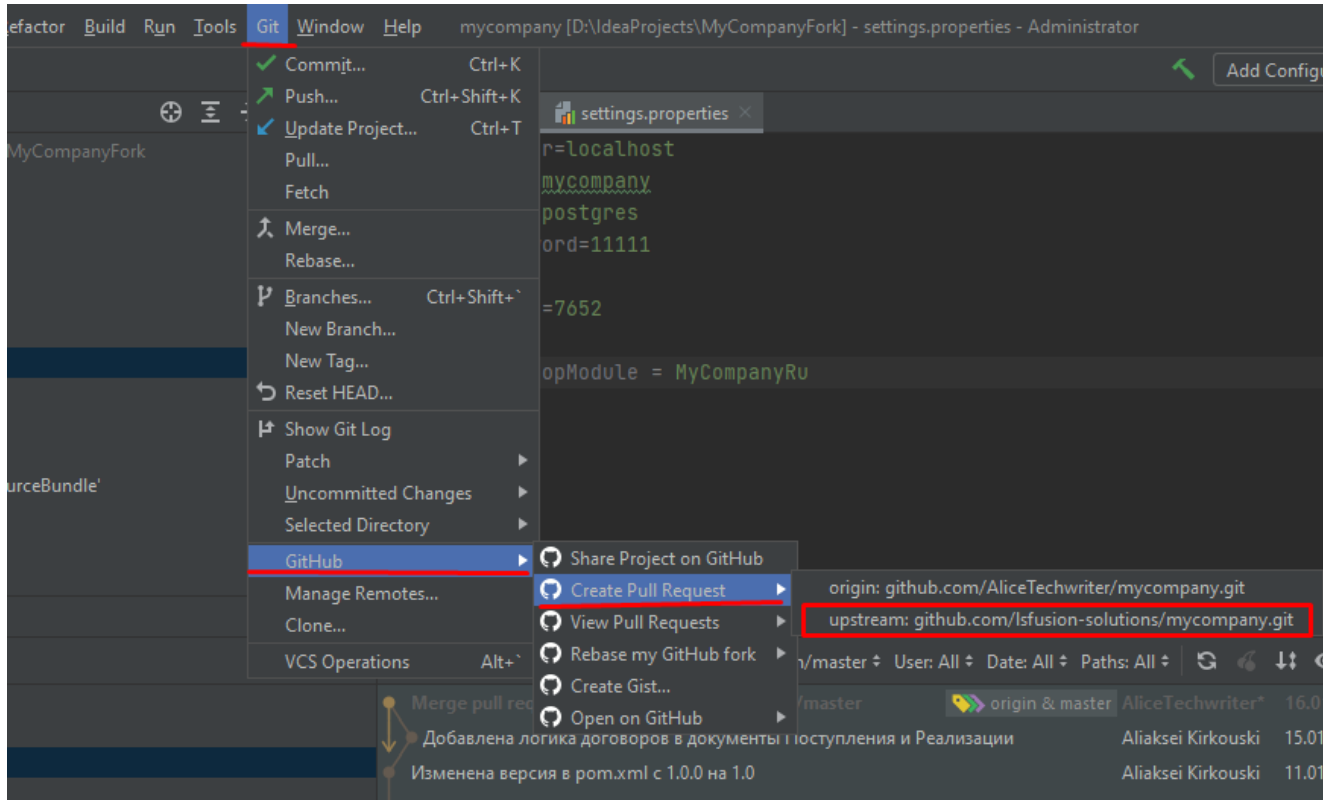 efactor Build Run Tools Git Window Help mycompany [D:\IdeaProjects\MyCompanyFork] - settings.properties - Administrator
Commit... Ctrl+K
Add Configu
Push... Ctrl+Shift+K
settings.properties
Update Project... Ctrl+T
MyCompanyFork
r=localhost
Pull...
mycompany
Fetch
postgres
Merge...
ord=11111
Rebase...
Branches... Ctrl+Shift+`
=7652
New Branch...
New Tag...
opModule = MyCompanyRu
Reset HEAD...
Show Git Log
Patch
urceBundle'
Uncommitted Changes
Selected Directory
GitHub
Share Project on GitHub
Manage Remotes...
Create Pull Request
origin: github.com/AliceTechwriter/mycompany.git
Clone...
View Pull Requests
upstream: github.com/lsfusion-solutions/mycompany.git
VCS Operations Alt+`
Rebase my GitHub fork
n/master User: All Date: All Paths: All
Create Gist...
Merge pull req /master origin & master AliceTechwriter* 16.0
Open on GitHub
Добавлена логика договоров в документы Поступления и Реализации Aliaksei Kirkouski 15.01
Изменена версия в pom.xml с 1.0.0 на 1.0 Aliaksei Kirkouski 11.01